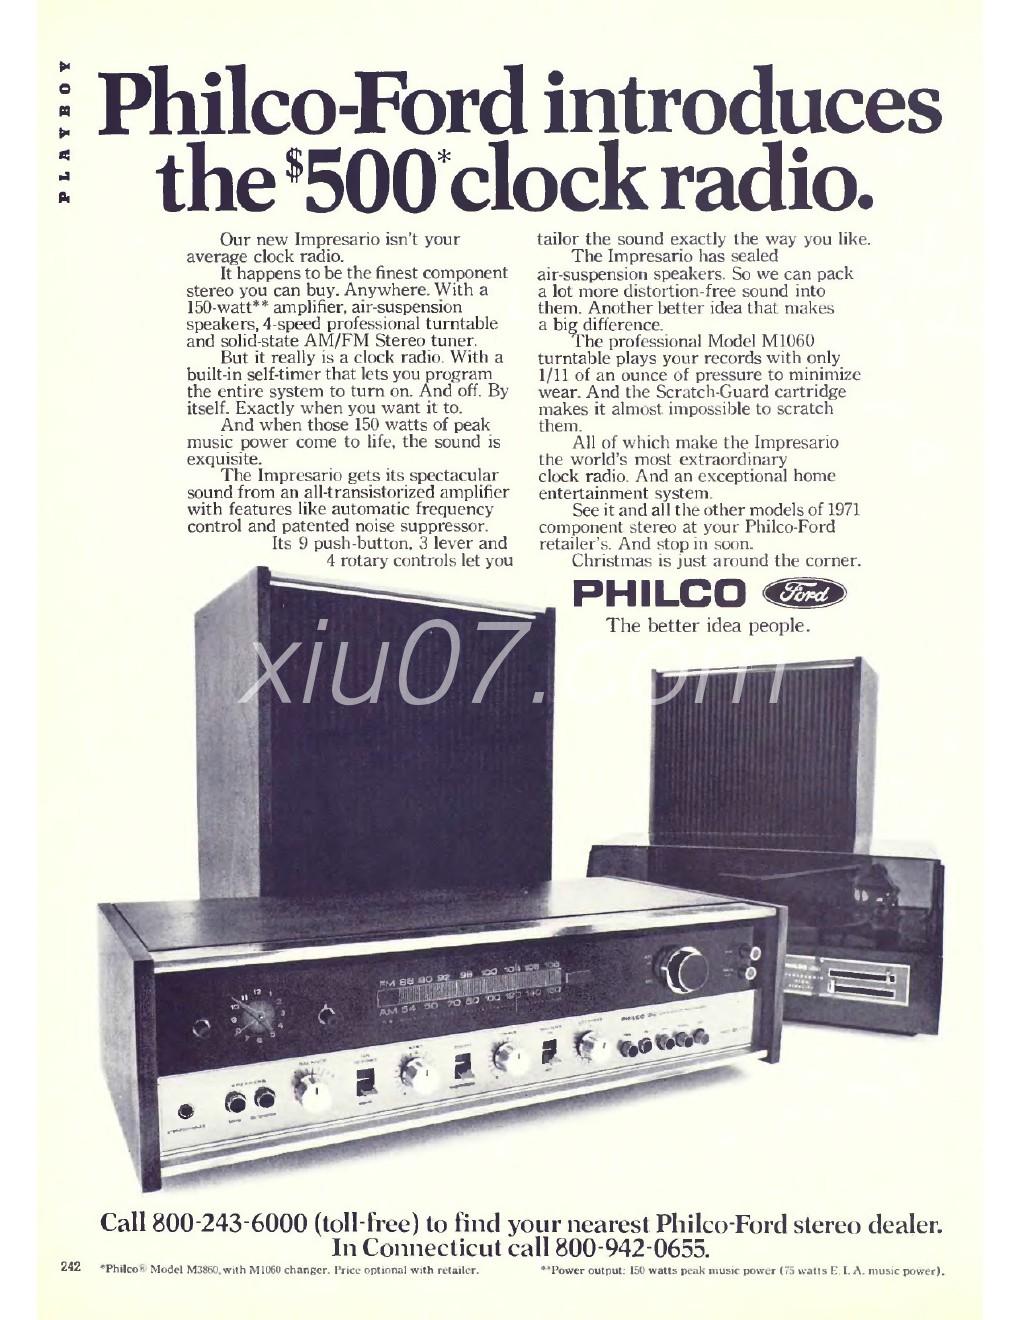 PLAYBOY
Philco-Ford introduces
the $500* clock radio.
Our new Impresario isn't your
average clock radio.
It happens to be the finest component
stereo you can buy. Anywhere. With a
150-watt** amplifier, air-suspension
speakers, 4-speed professional turntable
and solid-state AM/FM Stereo tuner.
But it really is a clock radio. With a
built-in self-timer that lets you program
the entire system to turn on. And off. By
itself. Exactly when you want it to.
And when those 150 watts of peak
music power come to life, the sound is
exquisite.
The Impresario gets its spectacular
sound from an all-transistorized amplifier
with features like automatic frequency
control and patented noise suppressor.
Its 9 push-button, 3 lever and
4 rotary controls let you
tailor the sound exactly the way you like.
The Impresario has sealed
air-suspension speakers. So we can pack
a lot more distortion-free sound into
them. Another better idea that makes
a big difference.
The professional Model M1060
turntable plays your records with only
1/11 of an ounce of pressure to minimize
wear. And the Scratch-Guard cartridge
makes it almost impossible to scratch
them.
All of which make the Impresario
the world's most extraordinary
clock radio. And an exceptional home
entertainment system.
See it and all the other models of 1971
component stereo at your Philco-Ford
retailer's. And stop in soon.
Christmas is just around the corner.
PHILCO Ford
The better idea people.
xiu07.com
FM 88 90 92 96 100 104 106 108
AM 54 60 70 80 100 120 140 160
BALANCE
SPEAKERS
PHILCO
Call 800-243-6000 (toll-free) to find your nearest Philco-Ford stereo dealer.
In Connecticut call 800-942-0655.
242
*Philco® Model M3860, with M1060 changer. Price optional with retailer.
**Power output: 150 watts peak music power (75 watts E.I.A. music power).